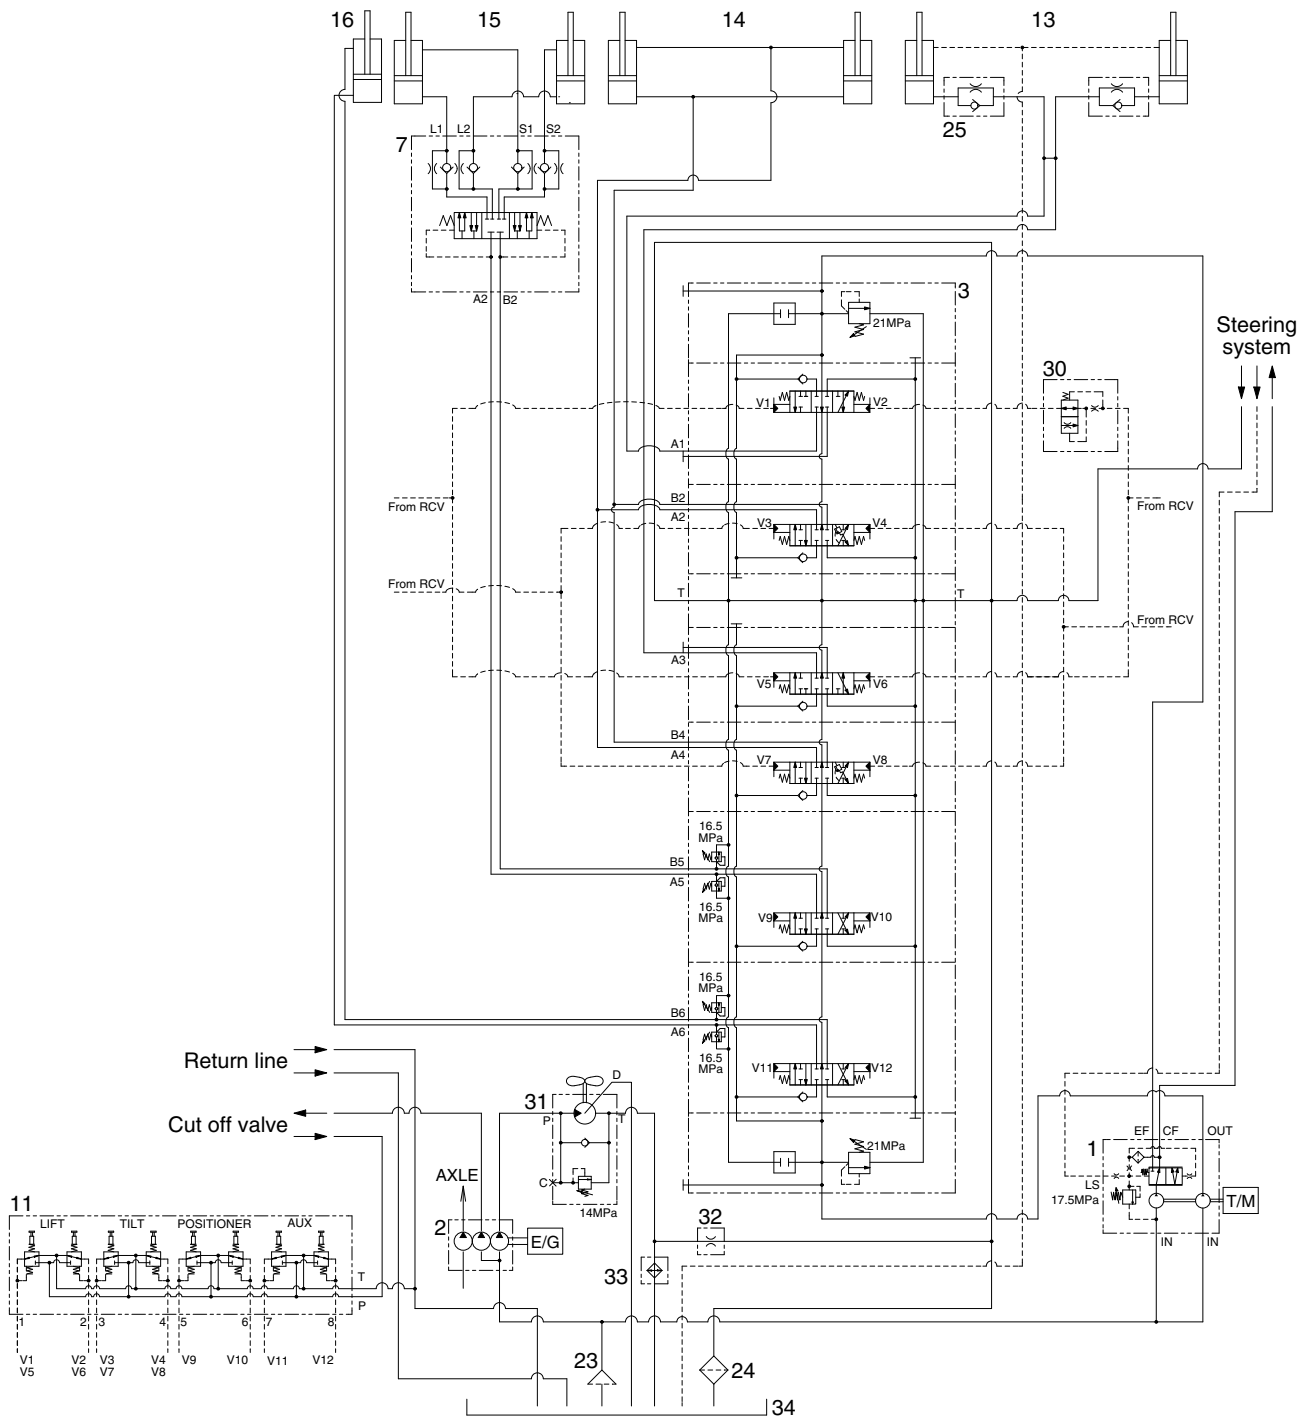 16
15
14
13
25
L1 L2 S1 S2
7
A2 B2
3
21MPa
Steering
system
30
V1 V2
A1
B2
A2
From RCV
From RCV
V3 V4
From RCV
T T
From RCV
A3
V5 V6
B4
A4
V7 V8
16.5
MPa
B5
A5
16.5
MPa
V9 V10
16.5
MPa
B6
A6
16.5
MPa
V11 V12
Return line
Cut off valve
31
D
P T
C
14MPa
21MPa
EF CF OUT
1
LS
17.5MPa
T/M
IN IN
AXLE
2
E/G
32
33
11
LIFT TILT POSITIONER AUX
T
P
1 2 3 4 5 6 7 8
V1 V2 V3 V4 V9 V10 V11 V12
V5 V6 V7 V8
23
24
34